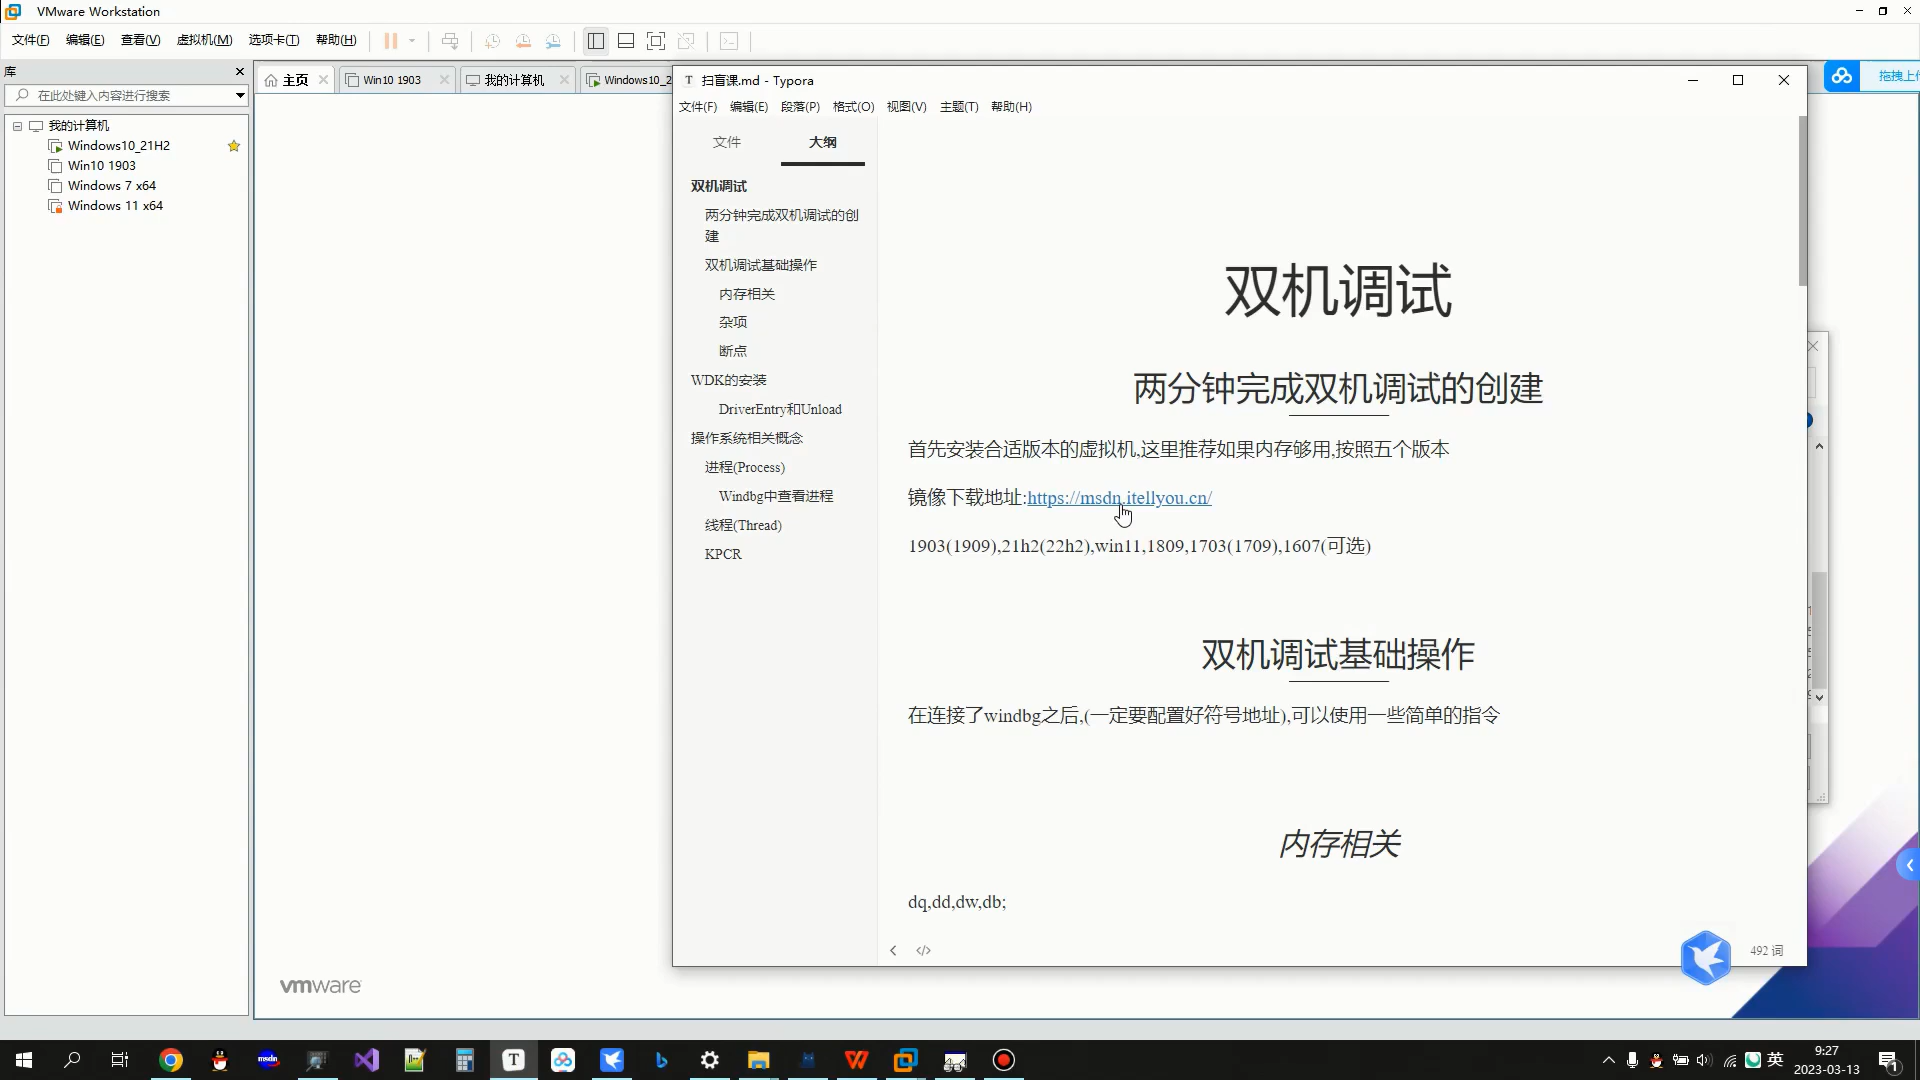 VMware Workstation
文件(F) 编辑(E) 查看(V) 虚拟机(M) 选项卡(T) 帮助(H)
库
在此处键入内容进行搜索
我的计算机
Windows10_21H2
Win10 1903
Windows 7 x64
Windows 11 x64
主页 Win10 1903 我的计算机 Windows10_2
vmware
扫盲课.md - Typora
文件(F) 编辑(E) 段落(P) 格式(O) 视图(V) 主题(T) 帮助(H)
文件 大纲
双机调试
两分钟完成双机调试的创
建
双机调试基础操作
内存相关
杂项
断点
WDK的安装
DriverEntry和Unload
操作系统相关概念
进程(Process)
Windbg中查看进程
线程(Thread)
KPCR
双机调试
两分钟完成双机调试的创建
首先安装合适版本的虚拟机,这里推荐如果内存够用,按照五个版本
镜像下载地址:https://msdn.itellyou.cn/
1903(1909),21h2(22h2),win11,1809,1703(1709),1607(可选)
双机调试基础操作
在连接了windbg之后,(一定要配置好符号地址),可以使用一些简单的指令
内存相关
dq,dd,dw,db;
492 词
拖拽上传
英
9:27
2023-03-13